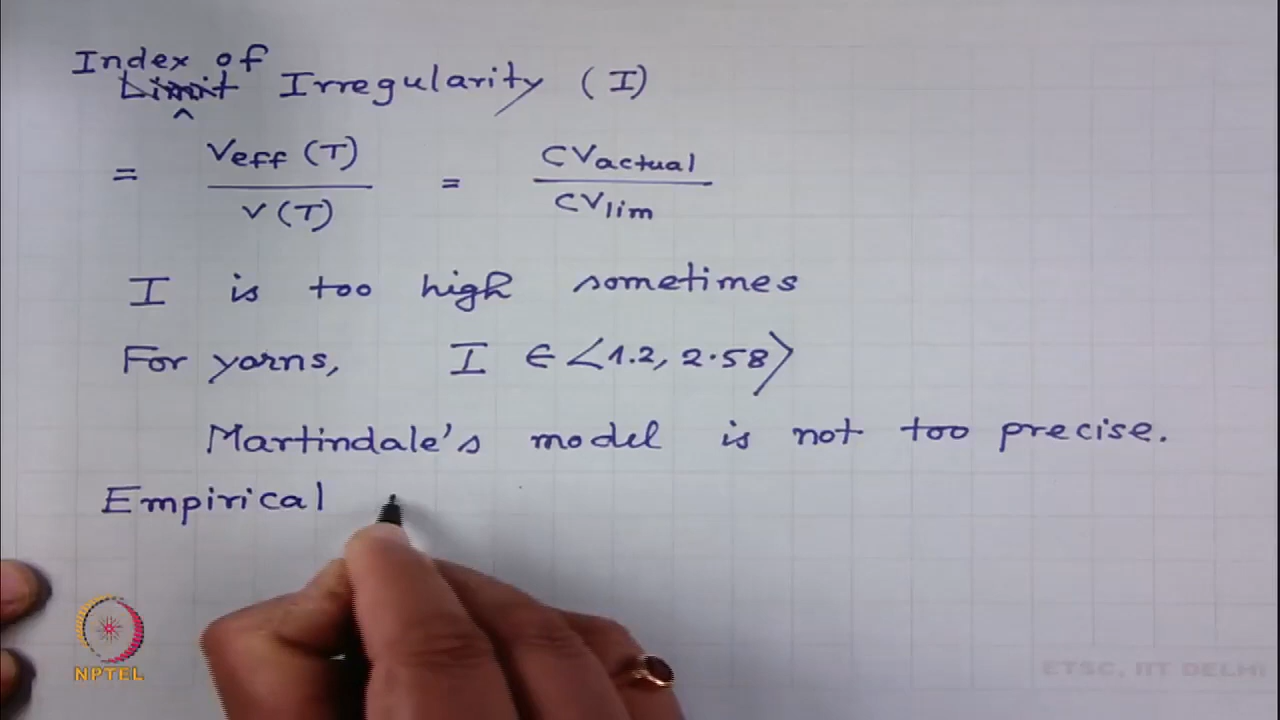 Index of
Limit Irregularity (I)
= Veff (T) / V (T) = CVactual / CVlim
I is too high sometimes
For yarns, I ∈ <1.2, 2.58>
Martindale's model is not too precise.
Empirical
NPTEL
ETSC, IIT DELHI